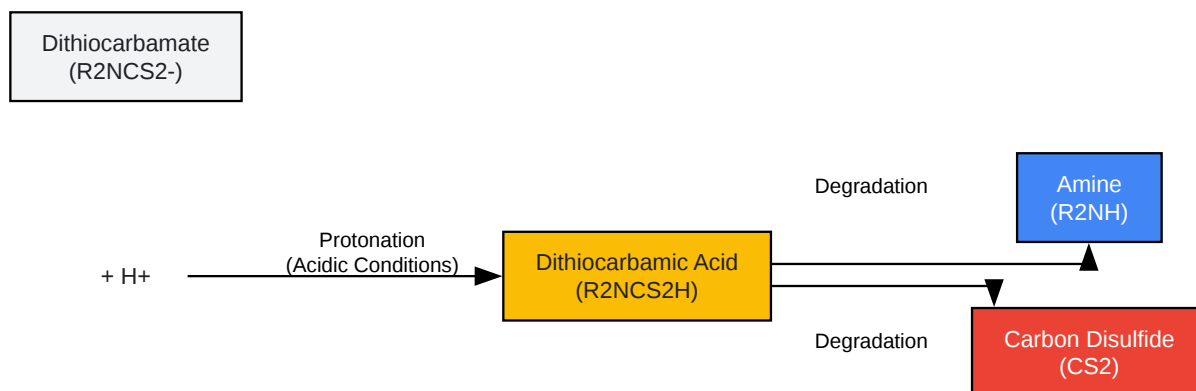 Dithiocarbamate
(R2NCS2-)
Degradation
Amine
(R2NH)
Protonation
(Acidic Conditions)
+ H+
Dithiocarbamic Acid
(R2NCS2H)
Degradation
Carbon Disulfide
(CS2)